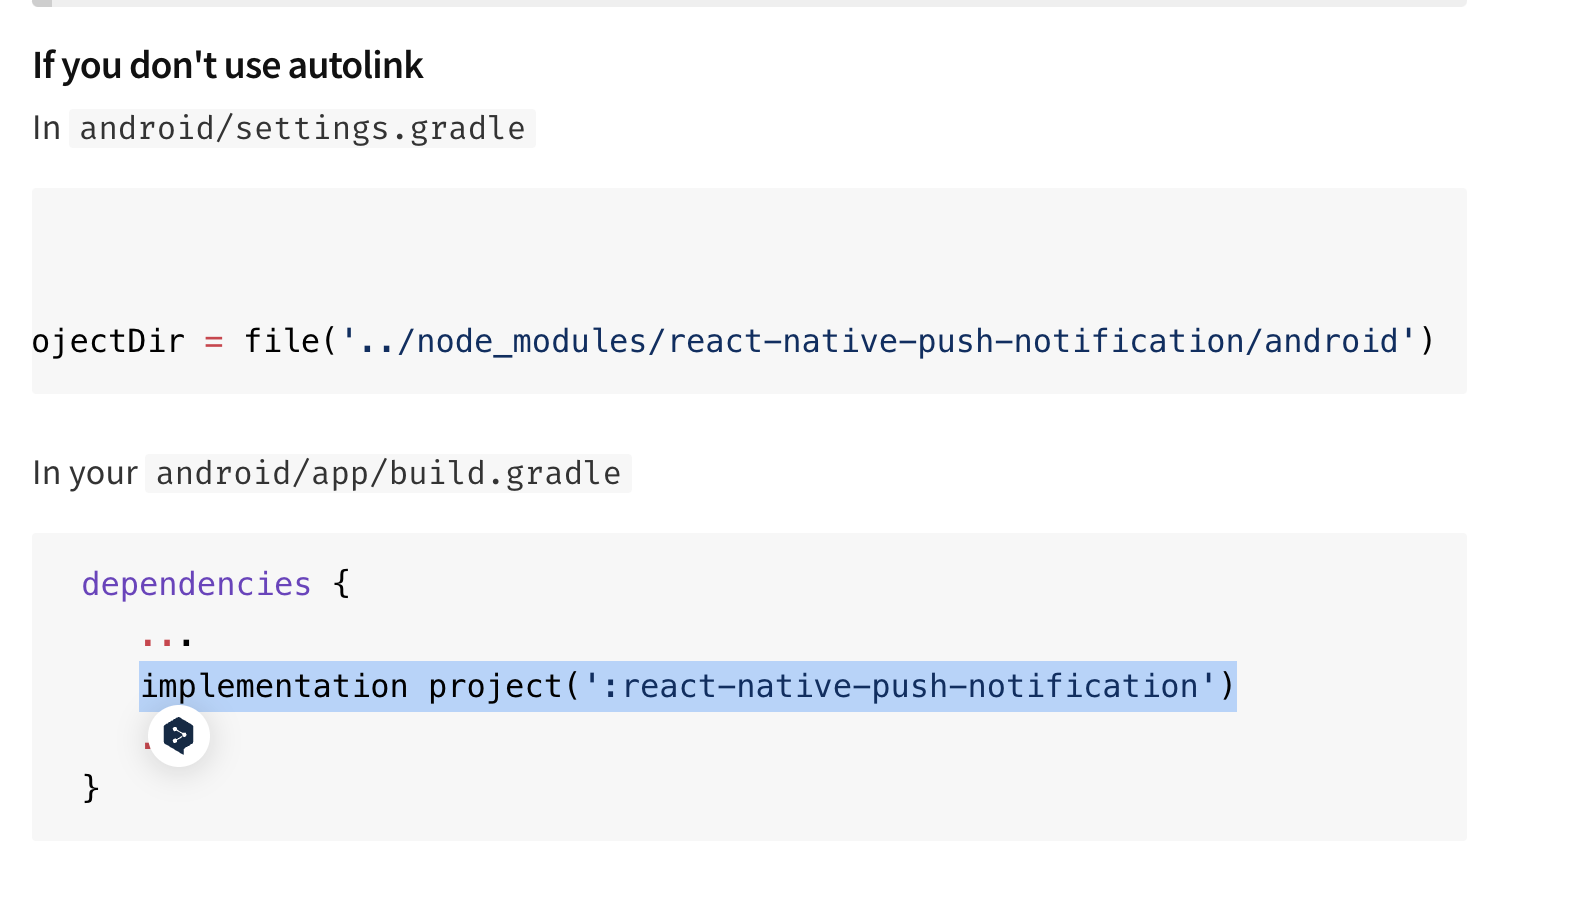 If you don't use autolink
In android/settings.gradle
ojectDir = file('../node_modules/react-native-push-notification/android')
In your android/app/build.gradle
dependencies {
...
implementation project(':react-native-push-notification')
.
}